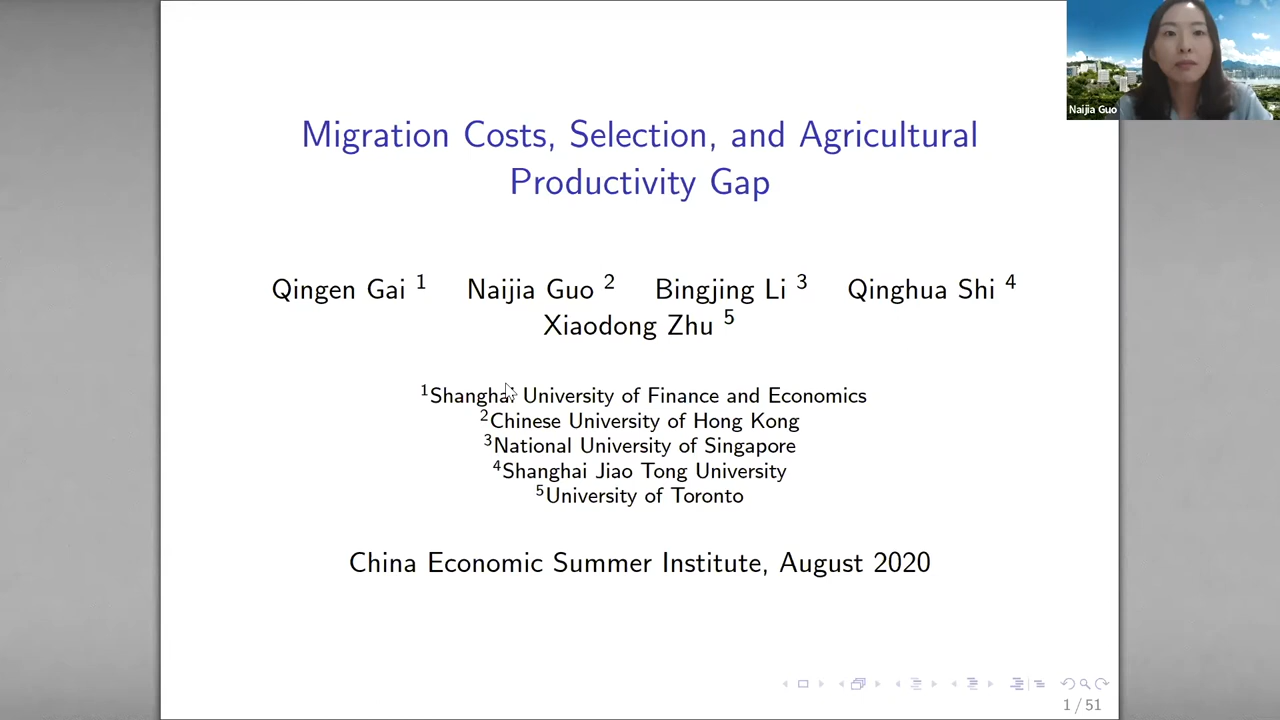 Naijia Guo
Migration Costs, Selection, and Agricultural
Productivity Gap
Qingen Gai 1 Naijia Guo 2 Bingjing Li 3 Qinghua Shi 4
Xiaodong Zhu 5
1Shanghai University of Finance and Economics
2Chinese University of Hong Kong
3National University of Singapore
4Shanghai Jiao Tong University
5University of Toronto
China Economic Summer Institute, August 2020
1 / 51